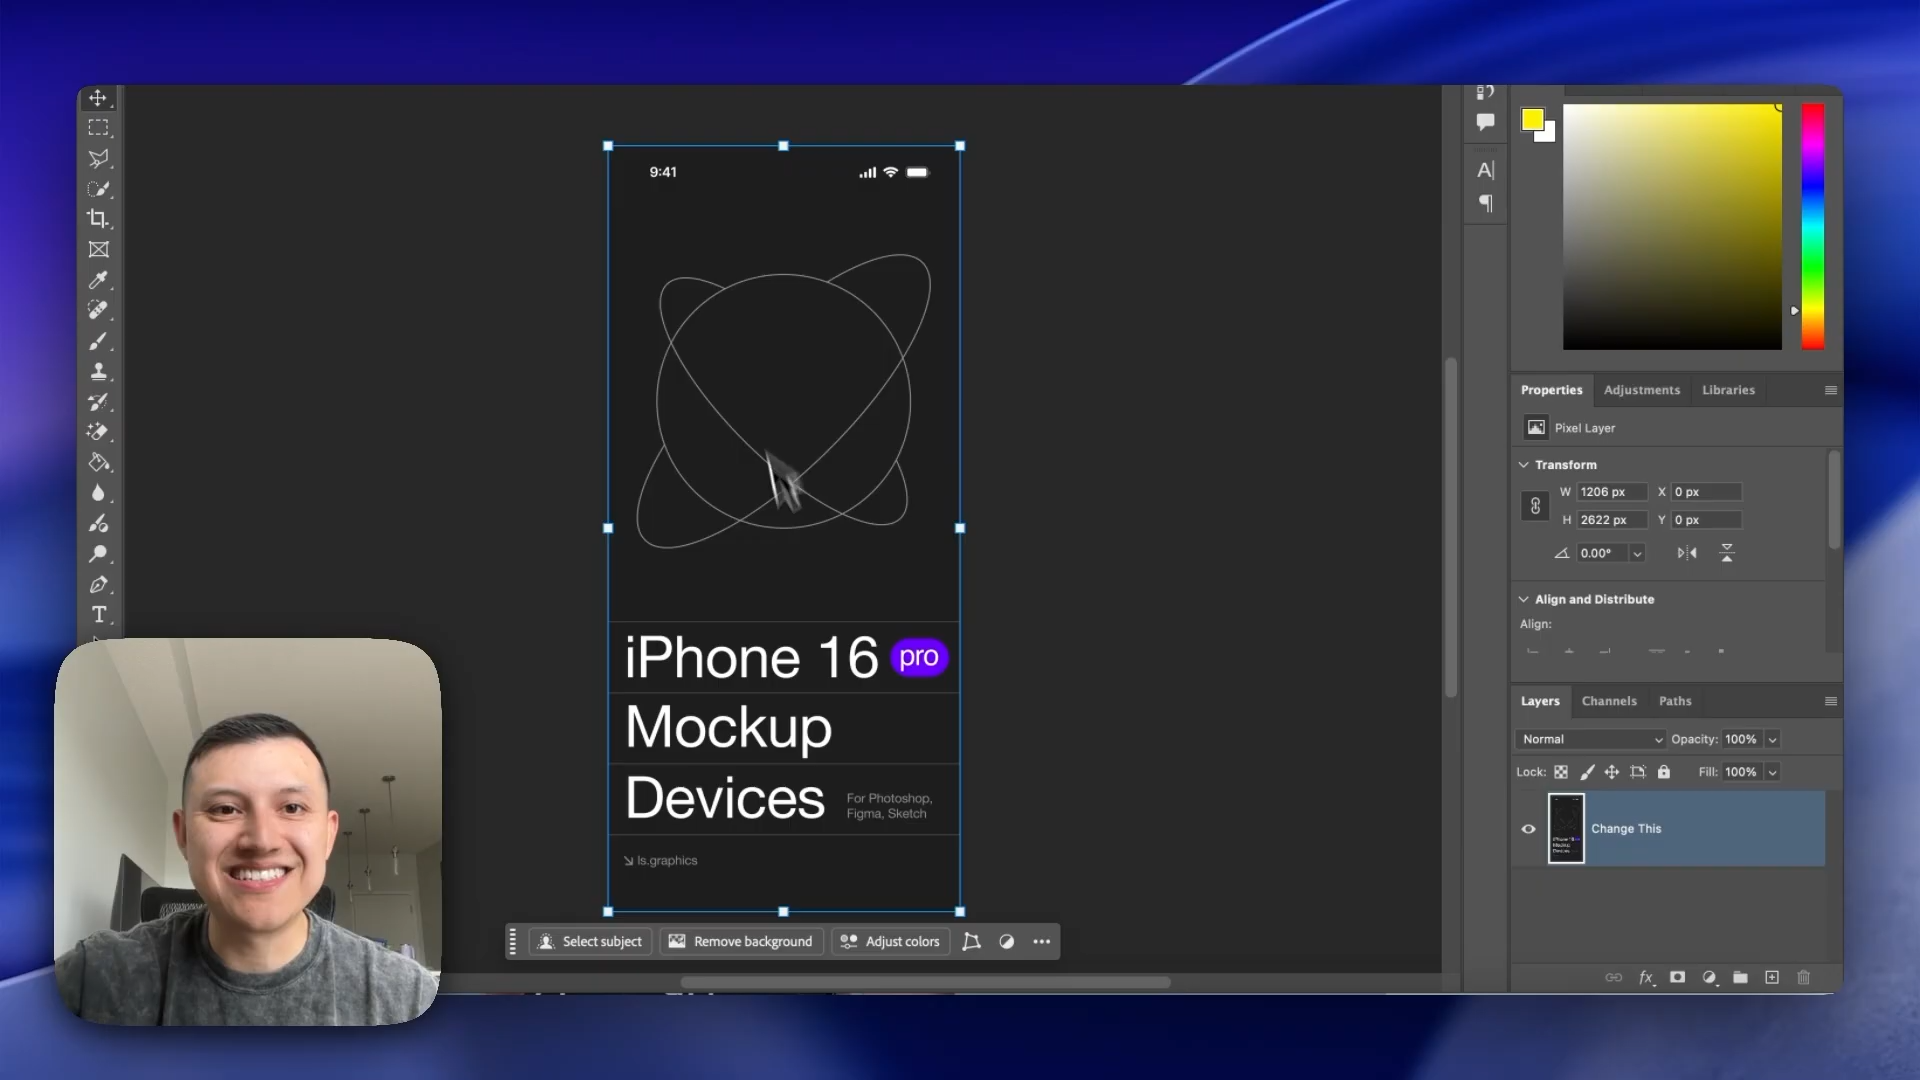 9:41
iPhone 16 pro
Mockup
Devices
For Photoshop,
Figma, Sketch
ls.graphics
Select subject
Remove background
Adjust colors
A
T
Properties
Adjustments
Libraries
Pixel Layer
Transform
W 1206 px X 0 px
H 2622 px Y 0 px
0.00°
Align and Distribute
Align:
Layers
Channels
Paths
Normal
Opacity: 100%
Lock:
Fill: 100%
Change This
fx